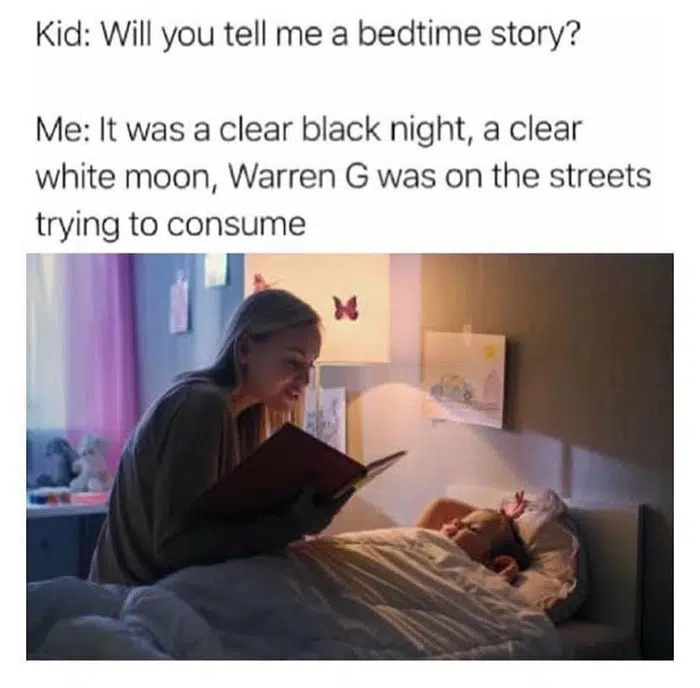 Kid: Will you tell me a bedtime story?
Me: It was a clear black night, a clear
white moon, Warren G was on the streets
trying to consume